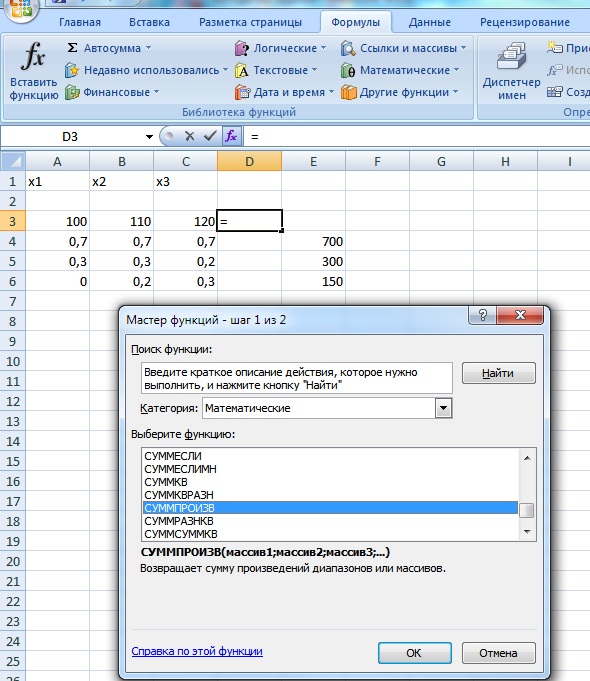 Главная Вставка Разметка страницы Формулы Данные Рецензирование
fx Σ Автосумма Логические Ссылки и массивы Прис
Вставить функцию Недавно использовались Текстовые Математические Диспетчер имен Испо
Финансовые Дата и время Другие функции Созд
Библиотека функций Опре
D3 fx =
A B C D E F G H I
1 x1 x2 x3
2
3 100 110 120 =
4 0,7 0,7 0,7 700
5 0,3 0,3 0,2 300
6 0 0,2 0,3 150
7
8
9
10
11
12
13
14
15
16
17
18
19
20
21
22
23
24
25
26
Мастер функций - шаг 1 из 2
?
Поиск функции:
Введите краткое описание действия, которое нужно
выполнить, и нажмите кнопку "Найти"
Найти
Категория: Математические
Выберите функцию:
СУММЕСЛИ
СУММЕСЛИМН
СУММКВ
СУММКВРАЗН
СУММПРОИЗВ
СУММРАЗНКВ
СУММСУММКВ
СУММПРОИЗВ(массив1;массив2;массив3;...)
Возвращает сумму произведений диапазонов или массивов.
Справка по этой функции
ОК Отмена